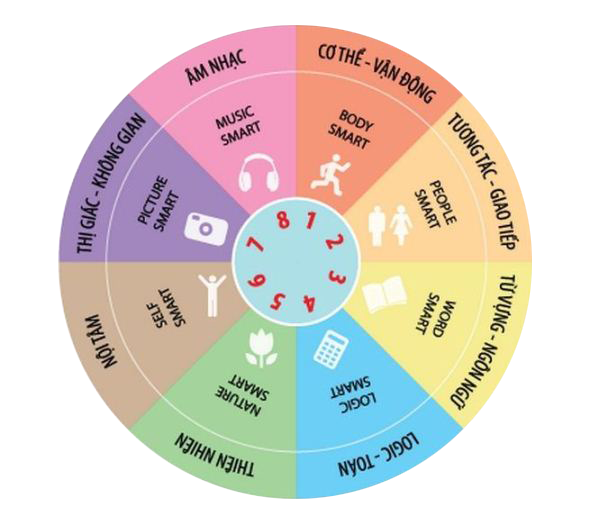 CƠ THỂ - VẬN ĐỘNG
BODY
SMART
TƯƠNG TÁC - GIAO TIẾP
PEOPLE
SMART
TỪ VỰNG - NGÔN NGỮ
WORD
SMART
LOGIC - TOÁN
LOGIC
SMART
THIÊN NHIÊN
NATURE
SMART
NỘI TÂM
SELF
SMART
THỊ GIÁC - KHÔNG GIAN
PICTURE
SMART
ÂM NHẠC
MUSIC
SMART
1
2
3
4
5
6
7
8